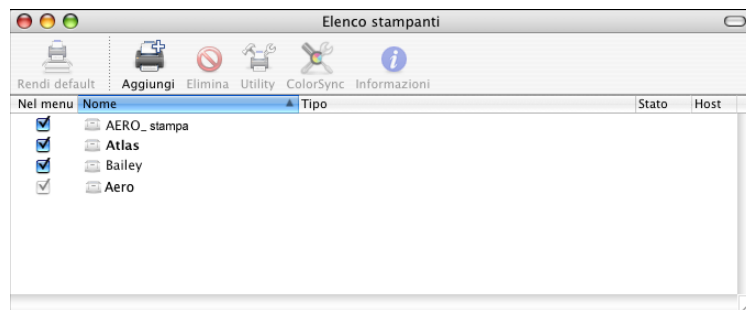 Elenco stampanti
Rendi default Aggiungi Elimina Utility ColorSync Informazioni
Nel menu Nome Tipo Stato Host
AERO_ stampa
Atlas
Bailey
Aero